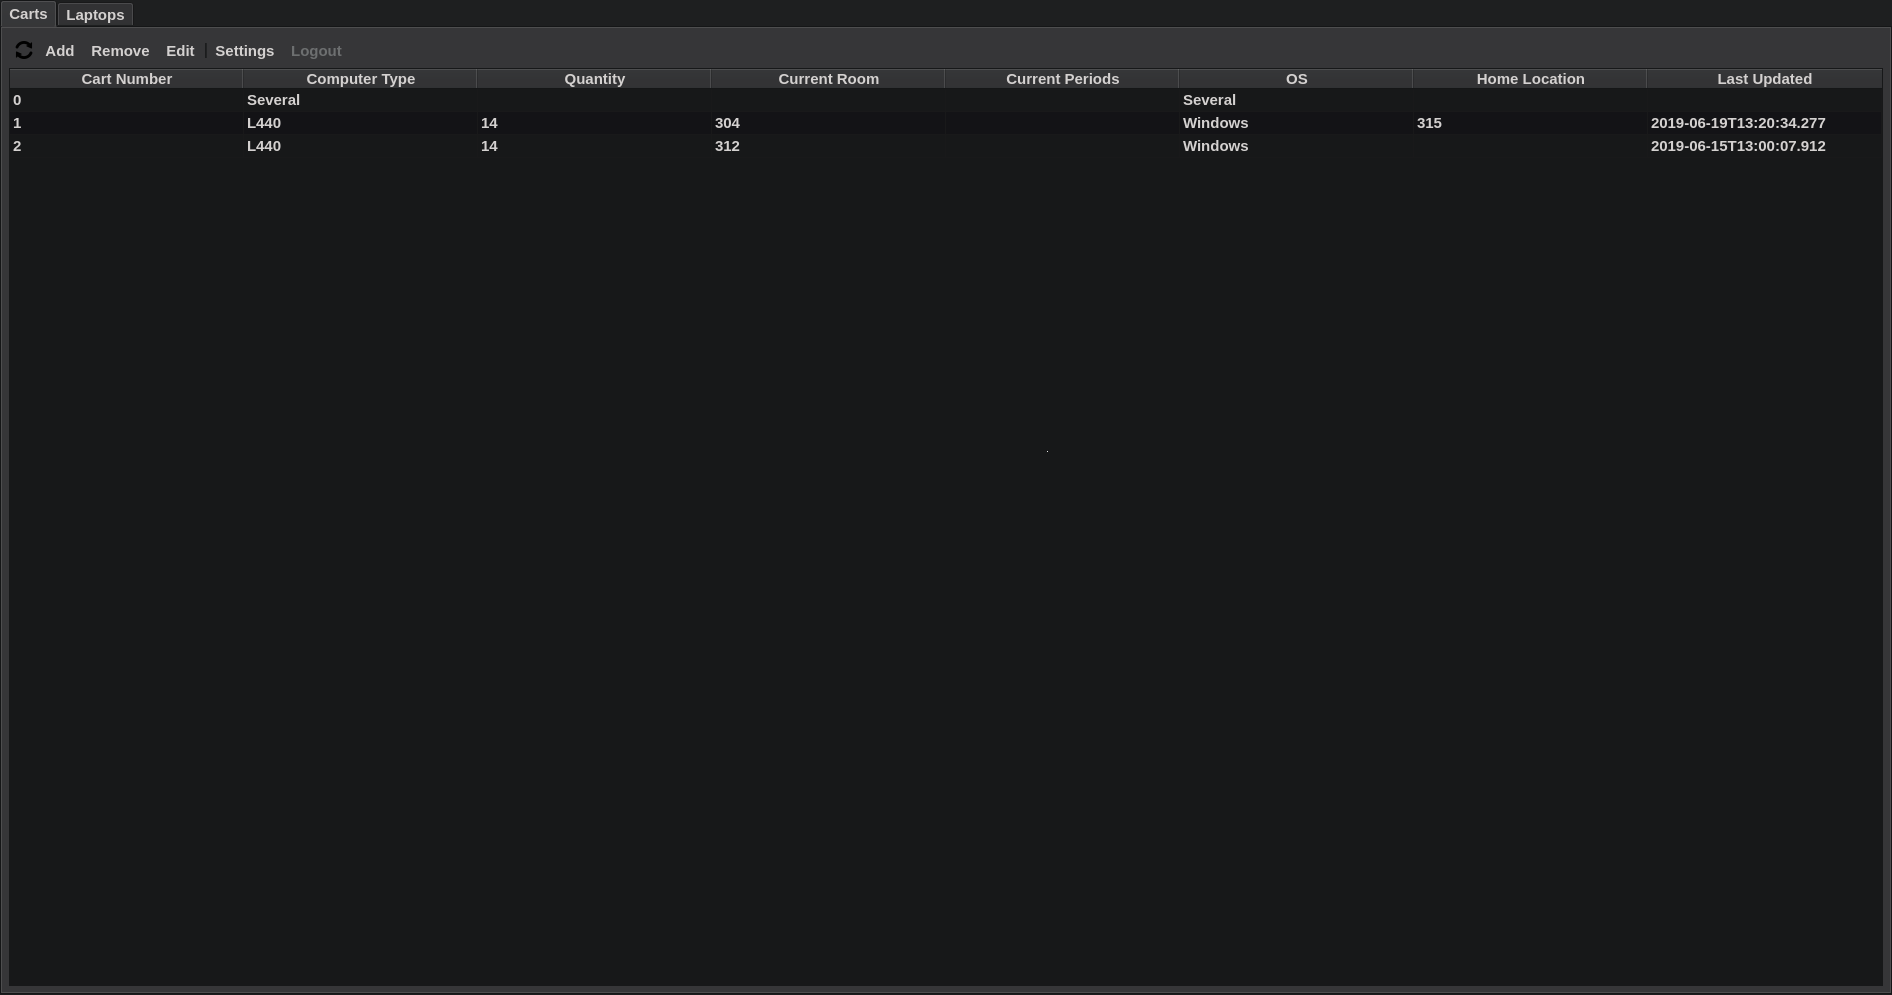 Carts Laptops
Add Remove Edit Settings Logout
Cart Number Computer Type Quantity Current Room Current Periods OS Home Location Last Updated
0 Several Several
1 L440 14 304 Windows 315 2019-06-19T13:20:34.277
2 L440 14 312 Windows 2019-06-15T13:00:07.912